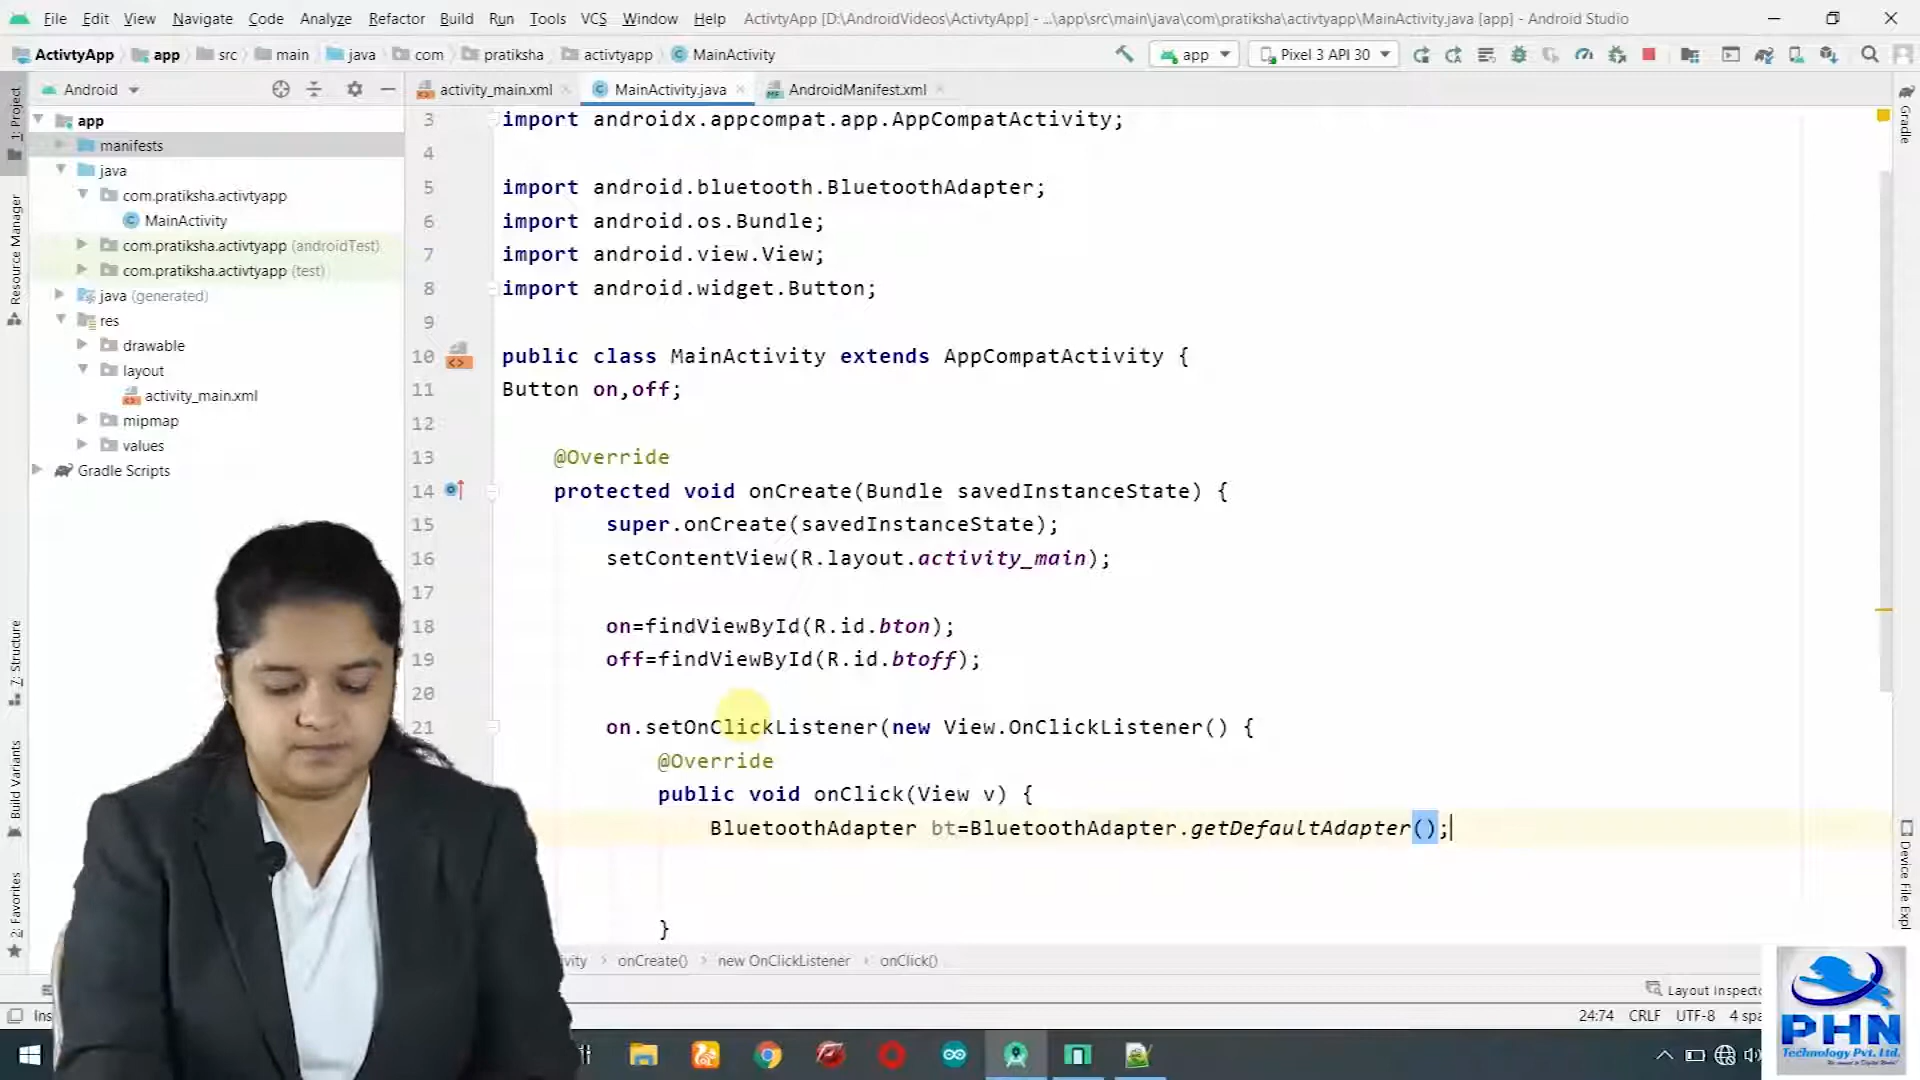 File Edit View Navigate Code Analyze Refactor Build Run Tools VCS Window Help ActivtyApp [D:\AndroidVideos\ActivtyApp] - ...\app\src\main\java\com\pratiksha\activtyapp\MainActivity.java [app] - Android Studio
ActivtyApp app src main java com pratiksha activtyapp MainActivity app Pixel 3 API 30
Android activity_main.xml MainActivity.java AndroidManifest.xml
1: Project
Resource Manager
7: Structure
Build Variants
2: Favorites
app
manifests
java
com.pratiksha.activtyapp
MainActivity
com.pratiksha.activtyapp (androidTest)
com.pratiksha.activtyapp (test)
java (generated)
res
drawable
layout
activity_main.xml
mipmap
values
Gradle Scripts
3 import androidx.appcompat.app.AppCompatActivity;
4
5 import android.bluetooth.BluetoothAdapter;
6 import android.os.Bundle;
7 import android.view.View;
8 import android.widget.Button;
9
10 public class MainActivity extends AppCompatActivity {
11 Button on,off;
12
13 @Override
14 protected void onCreate(Bundle savedInstanceState) {
15 super.onCreate(savedInstanceState);
16 setContentView(R.layout.activity_main);
17
18 on=findViewById(R.id.bton);
19 off=findViewById(R.id.btoff);
20
21 on.setOnClickListener(new View.OnClickListener() {
@Override
public void onClick(View v) {
BluetoothAdapter bt=BluetoothAdapter.getDefaultAdapter();
}
onCreate() new OnClickListener onClick()
Gradle
Device File Expl
Layout Inspecto
24:74 CRLF UTF-8 4 spa
PHN
Technology Pvt. Ltd.